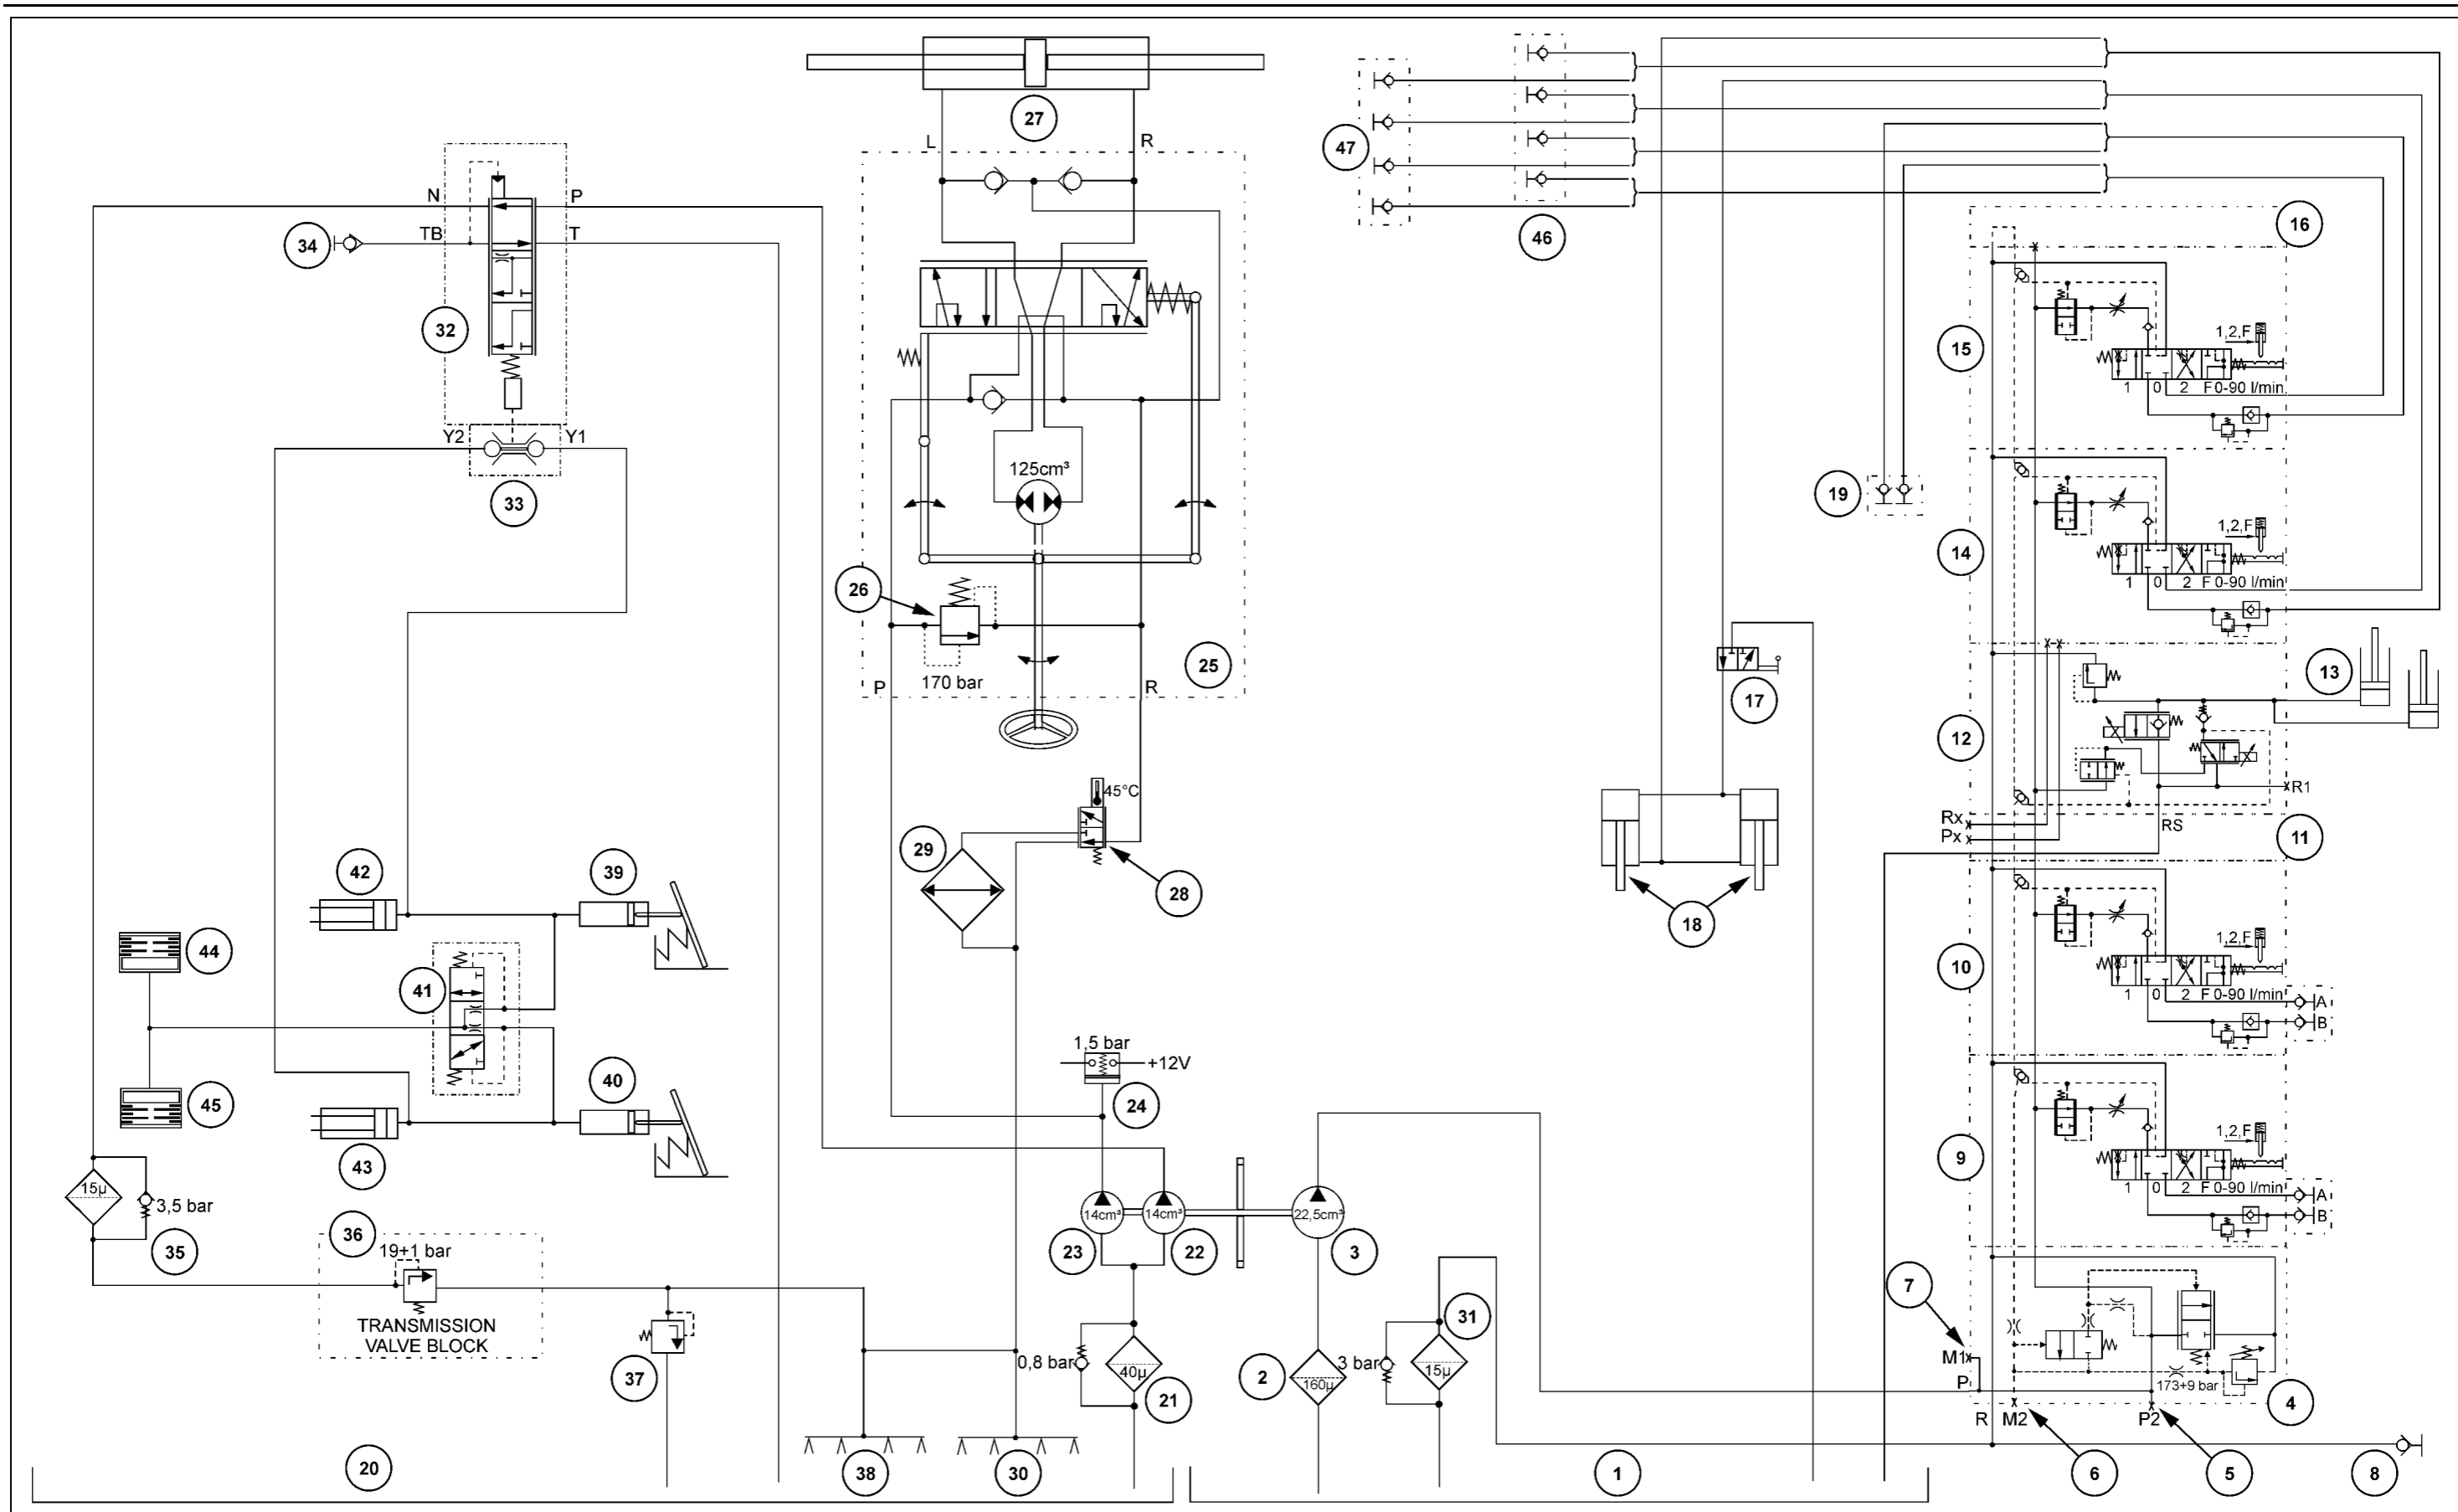 27
L
R
47
46
16
N
P
TB
T
34
32
15
1,2,F
1
0
2
F 0-90 l/min
Y2
Y1
33
125cm³
19
14
1,2,F
1
0
2
F 0-90 l/min
26
25
P
170 bar
R
17
13
12
R1
45°C
29
28
18
Rx
Px
RS
11
42
39
44
41
10
1,2,F
1
0
2
F 0-90 l/min
A
B
1,5 bar
+12V
24
45
40
43
9
1,2,F
1
0
2
F 0-90 l/min
A
B
15µ
3,5 bar
35
14cm³
14cm³
22,5cm³
23
22
3
36
19+1 bar
TRANSMISSION
VALVE BLOCK
37
0,8 bar
40µ
21
2
160µ
3 bar
15µ
31
7
M1
P
173+9 bar
4
R
M2
P2
20
38
30
1
6
5
8